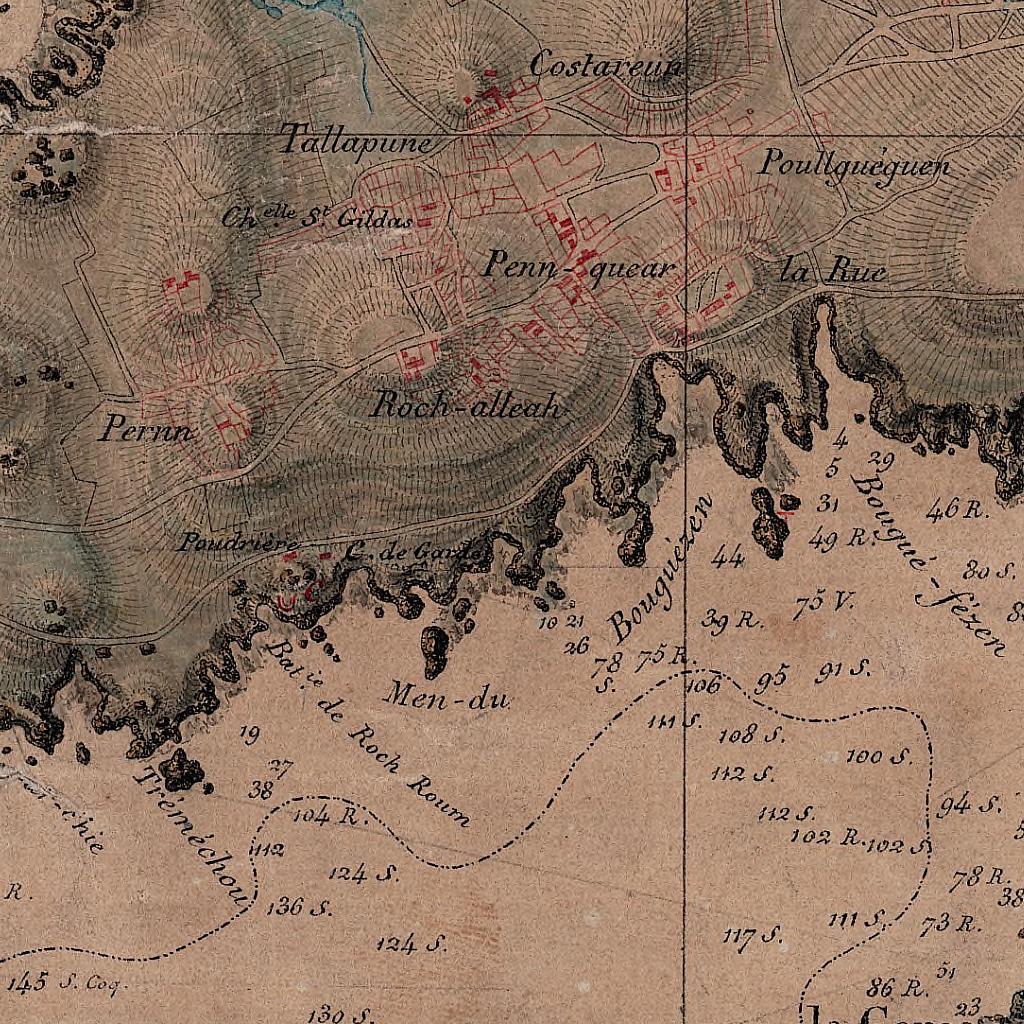 Costareun
Tallapune
Poullguéguen
Ch.elle S.t Gildas
Penn-quear
la Rue
Roch-alleah
Pernn
4
5
29
31
46 R.
Poudrière
C. de Garde
49 R.
44
Bougué-fézen
80 S.
Bouguézen
75 V.
10 21
39 R.
26
78 S.
75 R.
Bat.ie de Roch Roum
Men-du
106
95
91 S.
111 S.
19
108 S.
100 S.
27
112 S.
38
Tréméchou
104 R.
112 S.
94 S.
102 R.
102 S.
112
124 S.
78 R.
38
R.
136 S.
111 S.
73 R.
124 S.
117 S.
145 S. Coq.
86 R.
51
23
130 S.